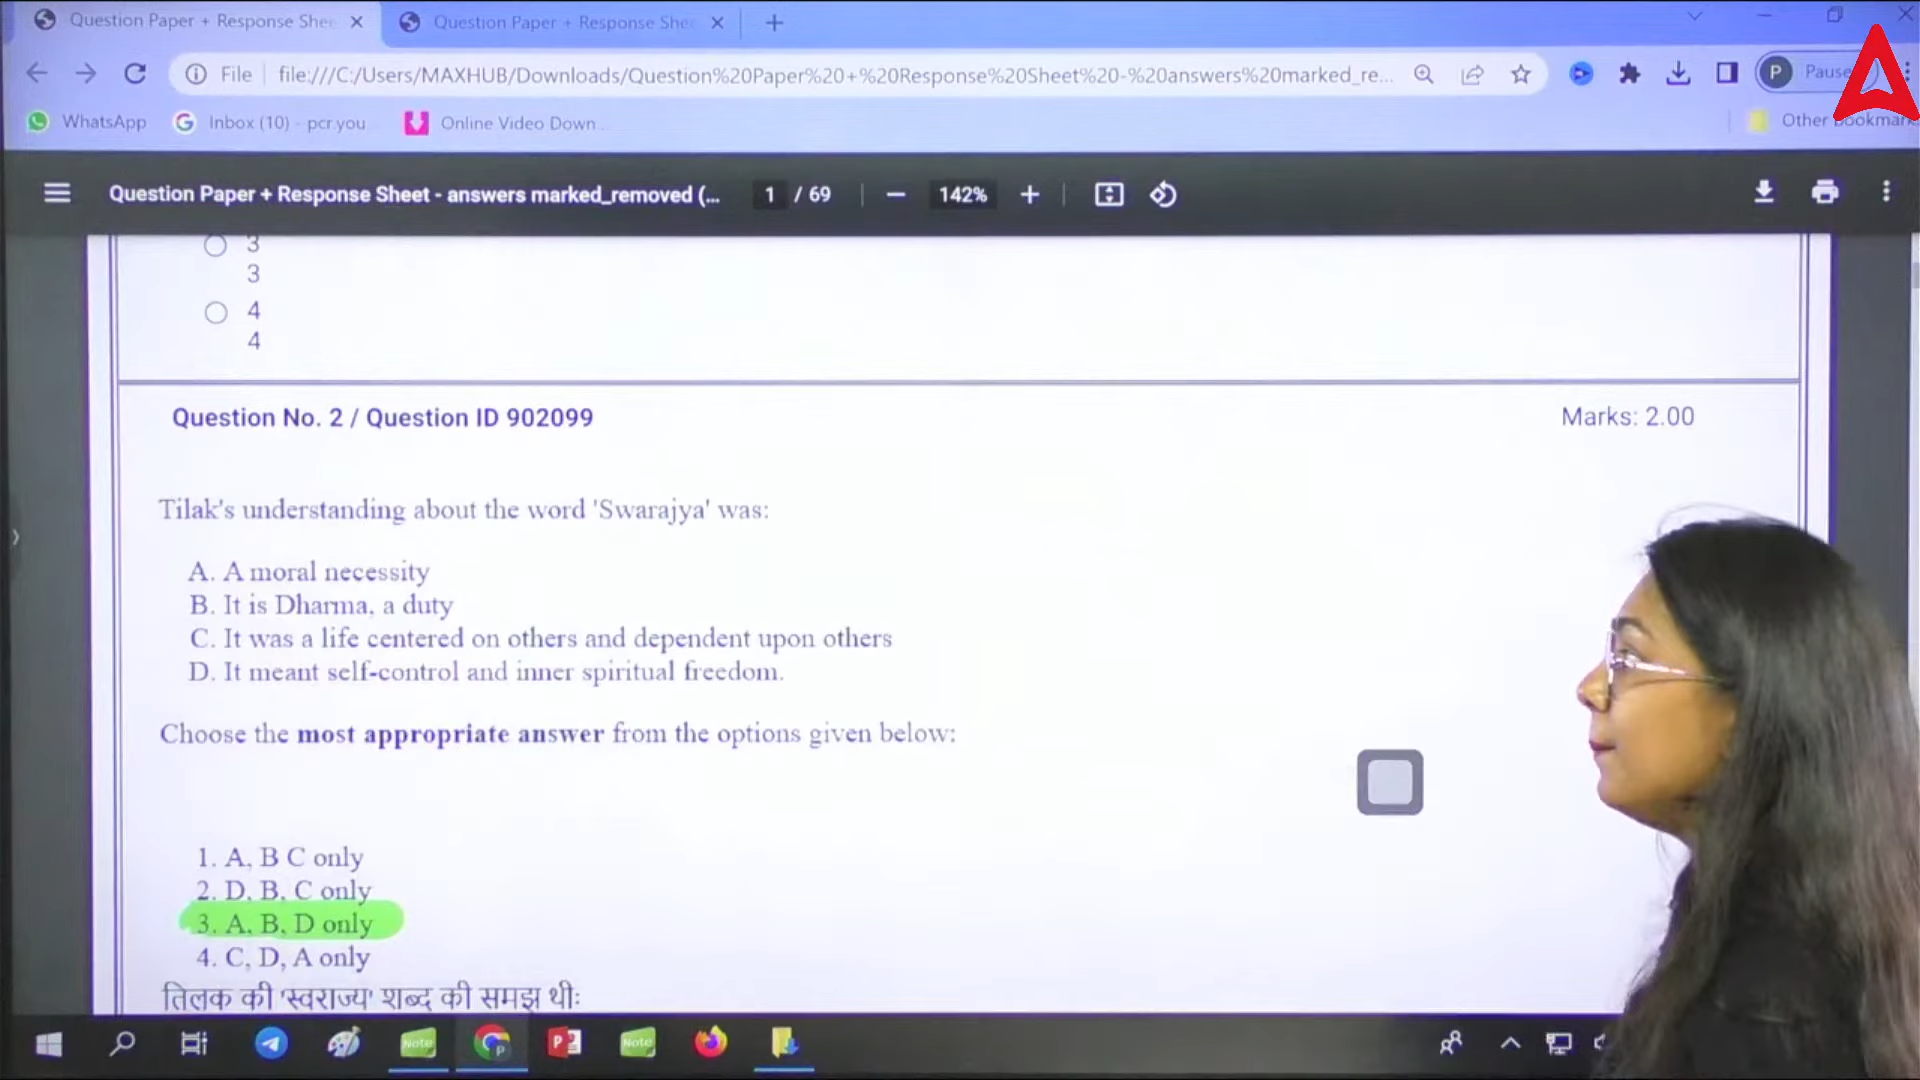 Question Paper + Response Shee
Question Paper + Response Shee
File
file:///C:/Users/MAXHUB/Downloads/Question%20Paper%20+%20Response%20Sheet%20-%20answers%20marked_re...
P
Pause
WhatsApp
Inbox (10) - pcr.you
Online Video Down...
Other Bookmark
Question Paper + Response Sheet - answers marked_removed (...
1 / 69
142%
3
3
4
4
Question No. 2 / Question ID 902099
Marks: 2.00
Tilak's understanding about the word 'Swarajya' was:
A. A moral necessity
B. It is Dharma, a duty
C. It was a life centered on others and dependent upon others
D. It meant self-control and inner spiritual freedom.
Choose the most appropriate answer from the options given below:
1. A, B C only
2. D, B, C only
3. A, B, D only
4. C, D, A only
तिलक की 'स्वराज्य' शब्द की समझ थी:
Note
Note